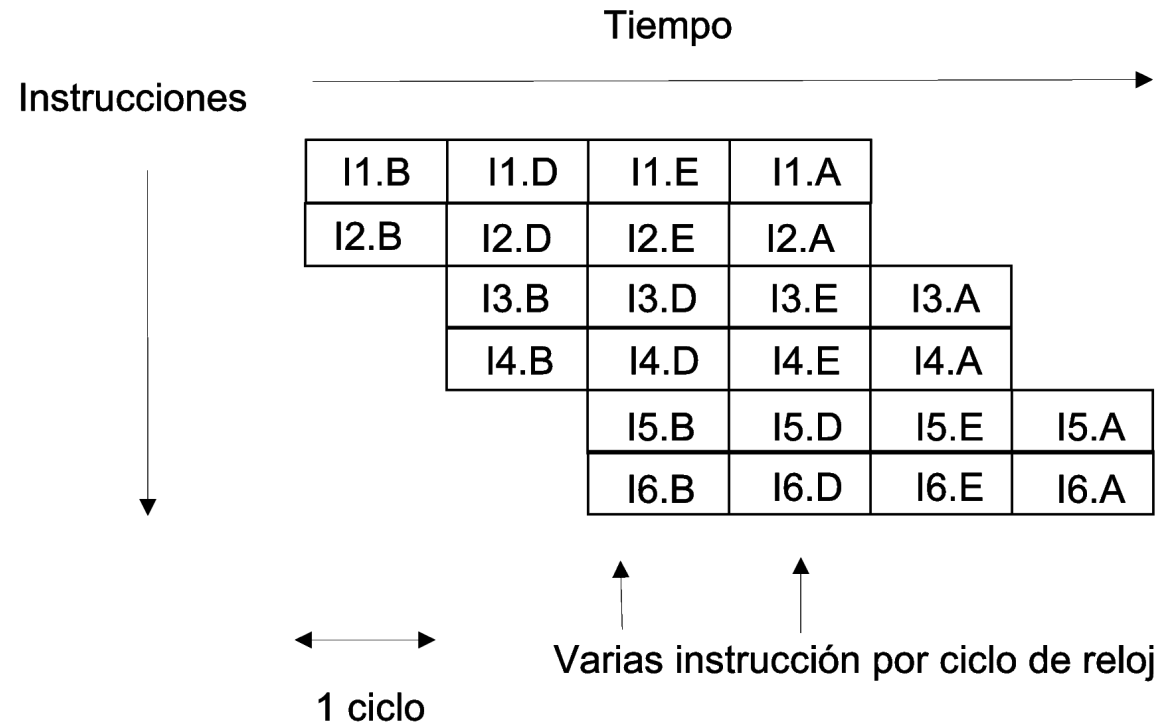 Tiempo
Instrucciones
I1.B I1.D I1.E I1.A
I2.B I2.D I2.E I2.A
I3.B I3.D I3.E I3.A
I4.B I4.D I4.E I4.A
I5.B I5.D I5.E I5.A
I6.B I6.D I6.E I6.A
Varias instrucción por ciclo de reloj
1 ciclo